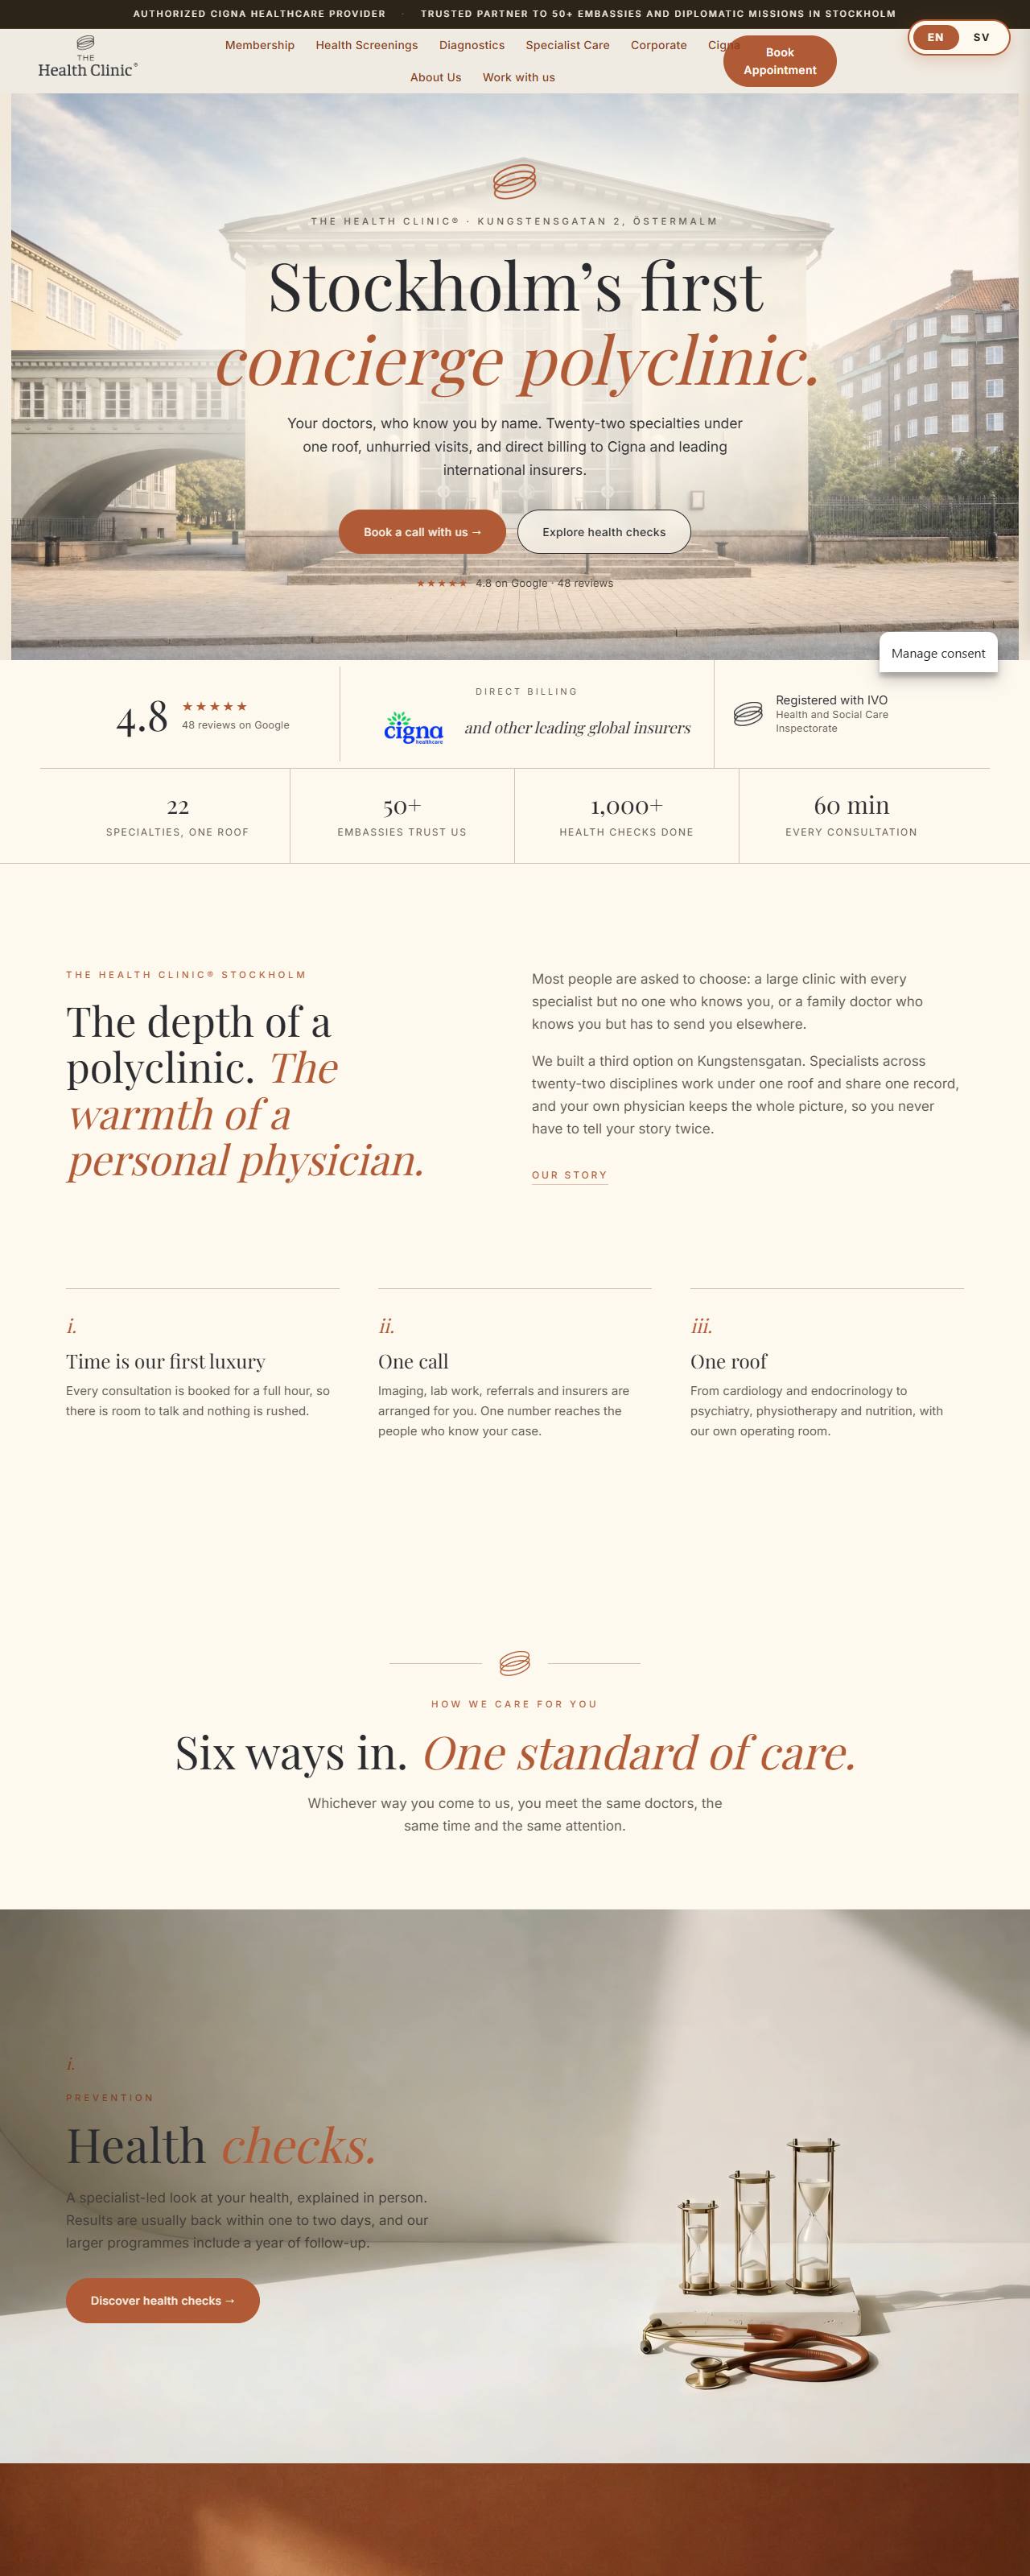 AUTHORIZED CIGNA HEALTHCARE PROVIDER · TRUSTED PARTNER TO 50+ EMBASSIES AND DIPLOMATIC MISSIONS IN STOCKHOLM
THE
Health Clinic®
Membership Health Screenings Diagnostics Specialist Care Corporate Cigna
About Us Work with us
Book
Appointment
EN SV
THE HEALTH CLINIC® · KUNGSTENSGATAN 2, ÖSTERMALM
Stockholm’s first
concierge polyclinic.
Your doctors, who know you by name. Twenty-two specialties under
one roof, unhurried visits, and direct billing to Cigna and leading
international insurers.
Book a call with us →
Explore health checks
★★★★★ 4.8 on Google · 48 reviews
Manage consent
4.8 ★★★★★
48 reviews on Google
DIRECT BILLING
cigna
healthcare
and other leading global insurers
Registered with IVO
Health and Social Care
Inspectorate
22
SPECIALTIES, ONE ROOF
50+
EMBASSIES TRUST US
1,000+
HEALTH CHECKS DONE
60 min
EVERY CONSULTATION
THE HEALTH CLINIC® STOCKHOLM
The depth of a
polyclinic. The
warmth of a
personal physician.
Most people are asked to choose: a large clinic with every
specialist but no one who knows you, or a family doctor who
knows you but has to send you elsewhere.
We built a third option on Kungstensgatan. Specialists across
twenty-two disciplines work under one roof and share one record,
and your own physician keeps the whole picture, so you never
have to tell your story twice.
OUR STORY
i.
Time is our first luxury
Every consultation is booked for a full hour, so
there is room to talk and nothing is rushed.
ii.
One call
Imaging, lab work, referrals and insurers are
arranged for you. One number reaches the
people who know your case.
iii.
One roof
From cardiology and endocrinology to
psychiatry, physiotherapy and nutrition, with
our own operating room.
HOW WE CARE FOR YOU
Six ways in. One standard of care.
Whichever way you come to us, you meet the same doctors, the
same time and the same attention.
i.
PREVENTION
Health checks.
A specialist-led look at your health, explained in person.
Results are usually back within one to two days, and our
larger programmes include a year of follow-up.
Discover health checks →